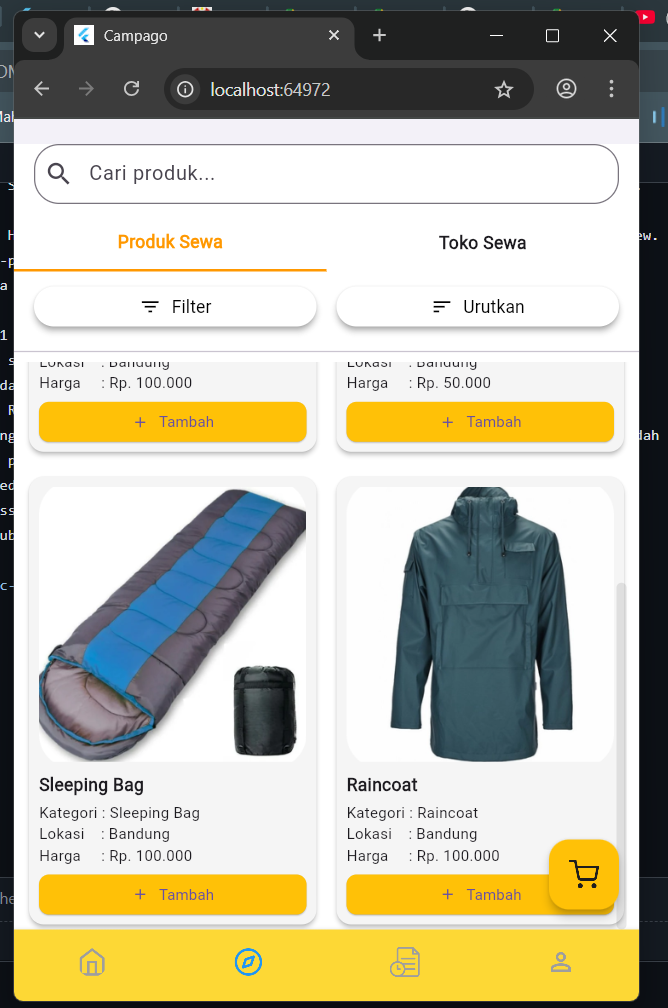 Campago
localhost:64972
Cari produk...
Produk Sewa
Toko Sewa
Filter
Urutkan
Lokasi : Bandung
Harga : Rp. 100.000
+ Tambah
Lokasi : Bandung
Harga : Rp. 50.000
+ Tambah
Sleeping Bag
Kategori : Sleeping Bag
Lokasi : Bandung
Harga : Rp. 100.000
+ Tambah
Raincoat
Kategori : Raincoat
Lokasi : Bandung
Harga : Rp. 100.000
+ Tambah